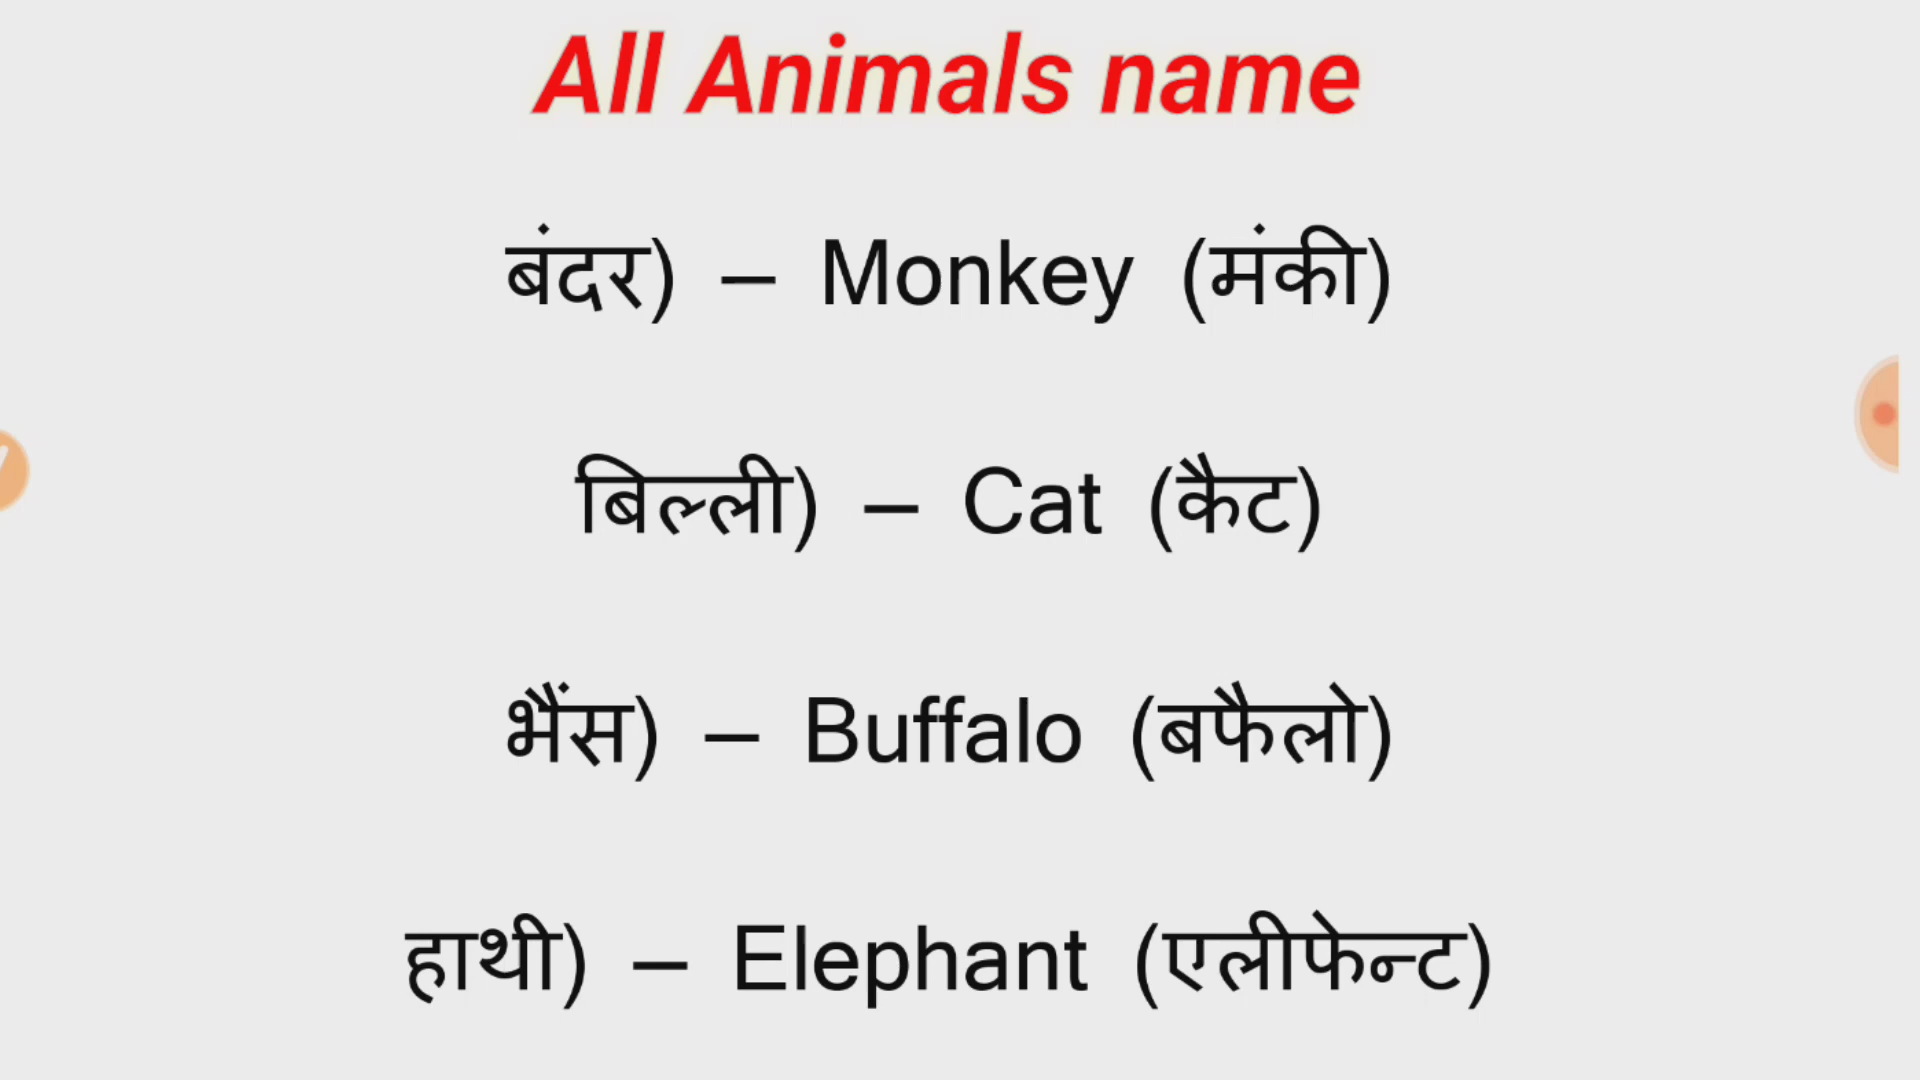 All Animals name
बंदर) – Monkey (मंकी)
बिल्ली) – Cat (कैट)
भैंस) – Buffalo (बफैलो)
हाथी) – Elephant (एलीफेन्ट)